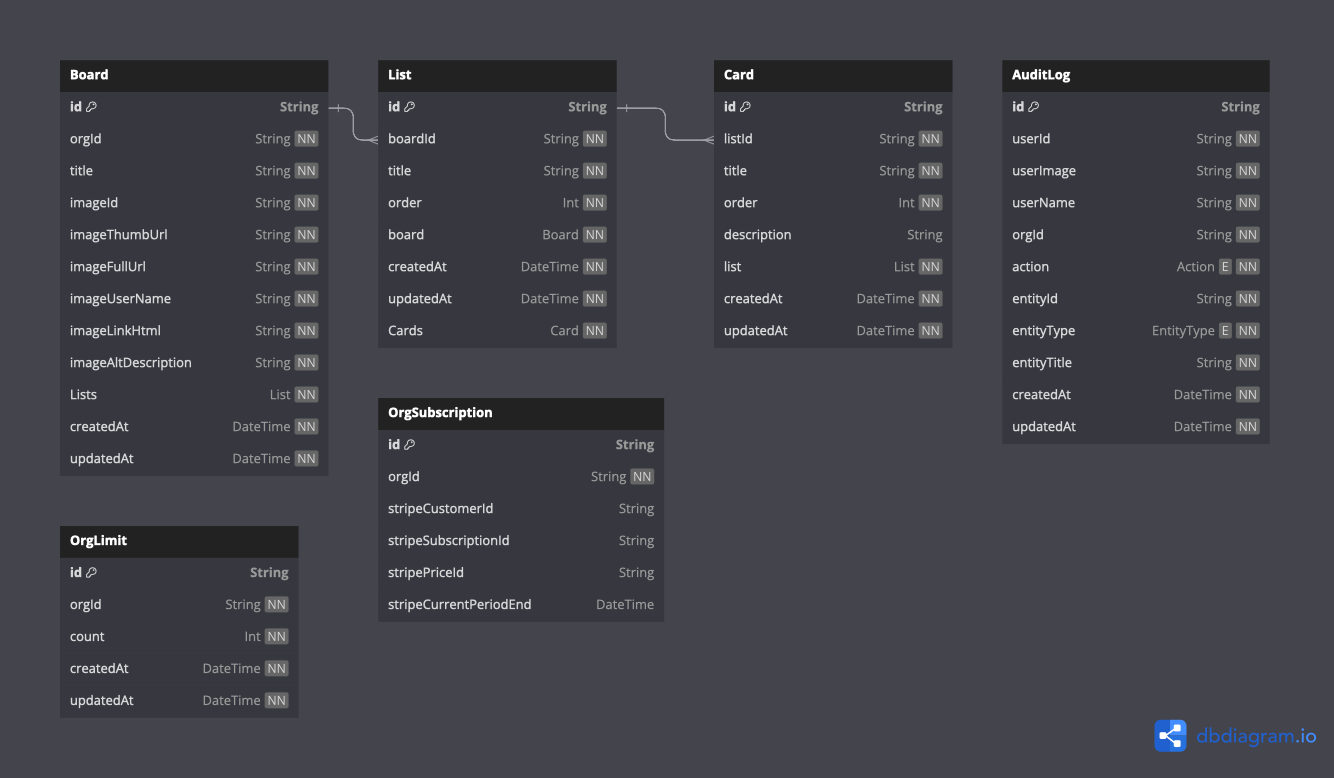 Board
id String
orgId String NN
title String NN
imageId String NN
imageThumbUrl String NN
imageFullUrl String NN
imageUserName String NN
imageLinkHtml String NN
imageAltDescription String NN
Lists List NN
createdAt DateTime NN
updatedAt DateTime NN
List
id String
boardId String NN
title String NN
order Int NN
board Board NN
createdAt DateTime NN
updatedAt DateTime NN
Cards Card NN
Card
id String
listId String NN
title String NN
order Int NN
description String
list List NN
createdAt DateTime NN
updatedAt DateTime NN
AuditLog
id String
userId String NN
userImage String NN
userName String NN
orgId String NN
action Action E NN
entityId String NN
entityType EntityType E NN
entityTitle String NN
createdAt DateTime NN
updatedAt DateTime NN
OrgSubscription
id String
orgId String NN
stripeCustomerId String
stripeSubscriptionId String
stripePriceId String
stripeCurrentPeriodEnd DateTime
OrgLimit
id String
orgId String NN
count Int NN
createdAt DateTime NN
updatedAt DateTime NN
dbdiagram.io